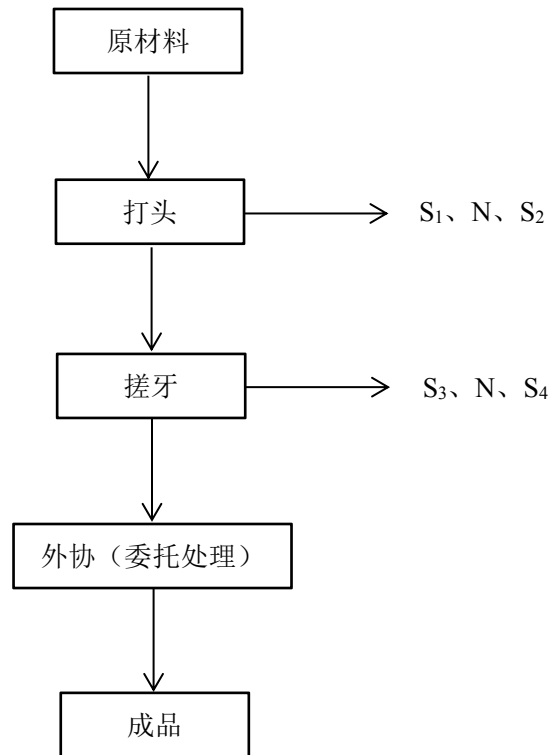 原材料
打头
S₁、N、S₂
搓牙
S₃、N、S₄
外协（委托处理）
成品